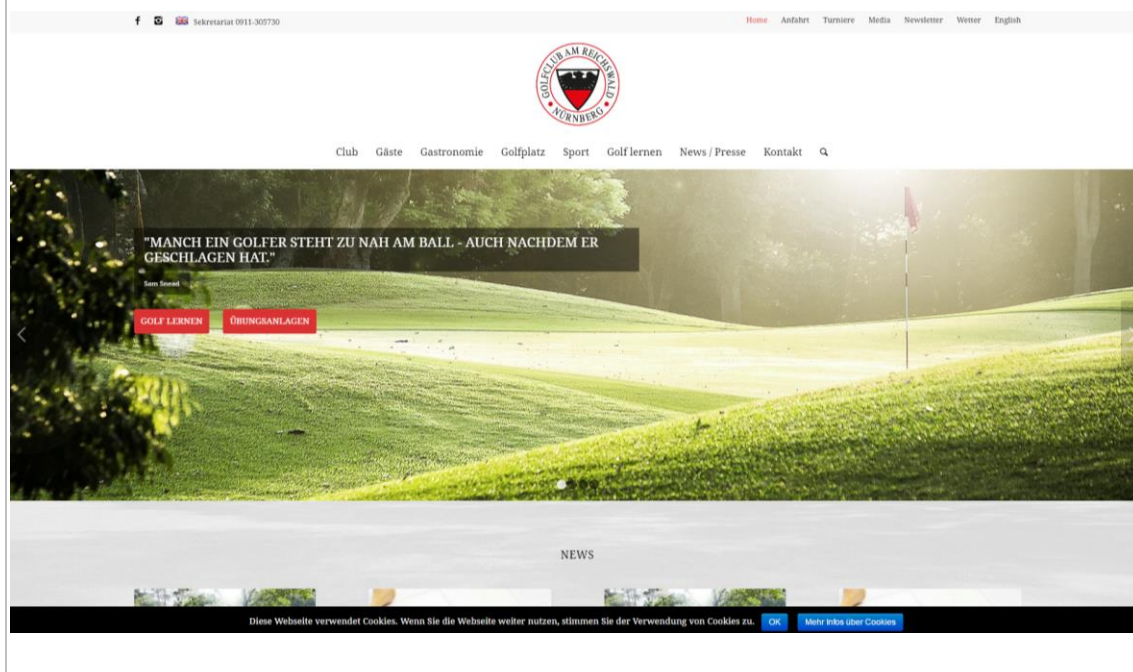 Sekretariat 0911-305730
Home Anfahrt Turniere Media Newsletter Wetter English
GOLFCLUB AM REICHSWALD
• NÜRNBERG •
Club Gäste Gastronomie Golfplatz Sport Golf lernen News / Presse Kontakt
"MANCH EIN GOLFER STEHT ZU NAH AM BALL - AUCH NACHDEM ER
GESCHLAGEN HAT."
Sam Snead
GOLF LERNEN ÜBUNGSANLAGEN
NEWS
Diese Webseite verwendet Cookies. Wenn Sie die Webseite weiter nutzen, stimmen Sie der Verwendung von Cookies zu. OK Mehr Infos über Cookies